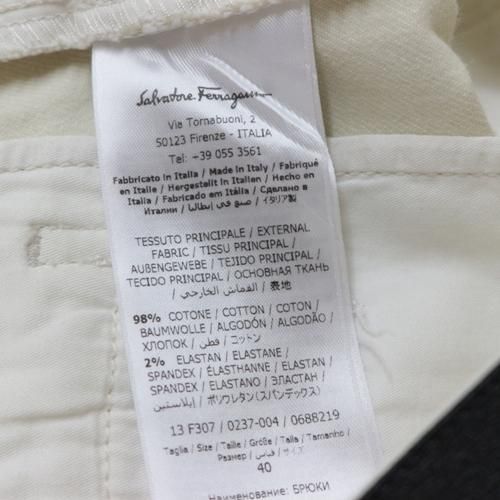 Salvatore Ferragamo
Via Tornabuoni, 2
50123 Firenze - ITALIA
Tel: +39 055 3561
Fabbricato in Italia / Made in Italy / Fabriqué
en Italie / Hergestellt in Italien / Hecho en
Italia / Fabricado em Itália / Сделано в
Италии / صنع في إيطاليا / イタリア製
TESSUTO PRINCIPALE / EXTERNAL
FABRIC / TISSU PRINCIPAL /
AUßENGEWEBE / TEJIDO PRINCIPAL /
TECIDO PRINCIPAL / ОСНОВНАЯ ТКАНЬ
/ القماش الخارجي / 表地
98% COTONE / COTTON / COTON /
BAUMWOLLE / ALGODÓN / ALGODÃO /
ХЛОПОК / قطن / コットン
2% ELASTAN / ELASTANE /
SPANDEX / ÉLASTHANNE / ELASTAN /
SPANDEX / ELASTANO / ЭЛАСТАН /
إيلاستين / ポリウレタン(スパンデックス)
13 F307 / 0237-004 / 0688219
Taglia / Size / Taille / Größe / Talla / Tamanho /
Размер / قياس / サイズ
40
Наименование: БРЮКИ